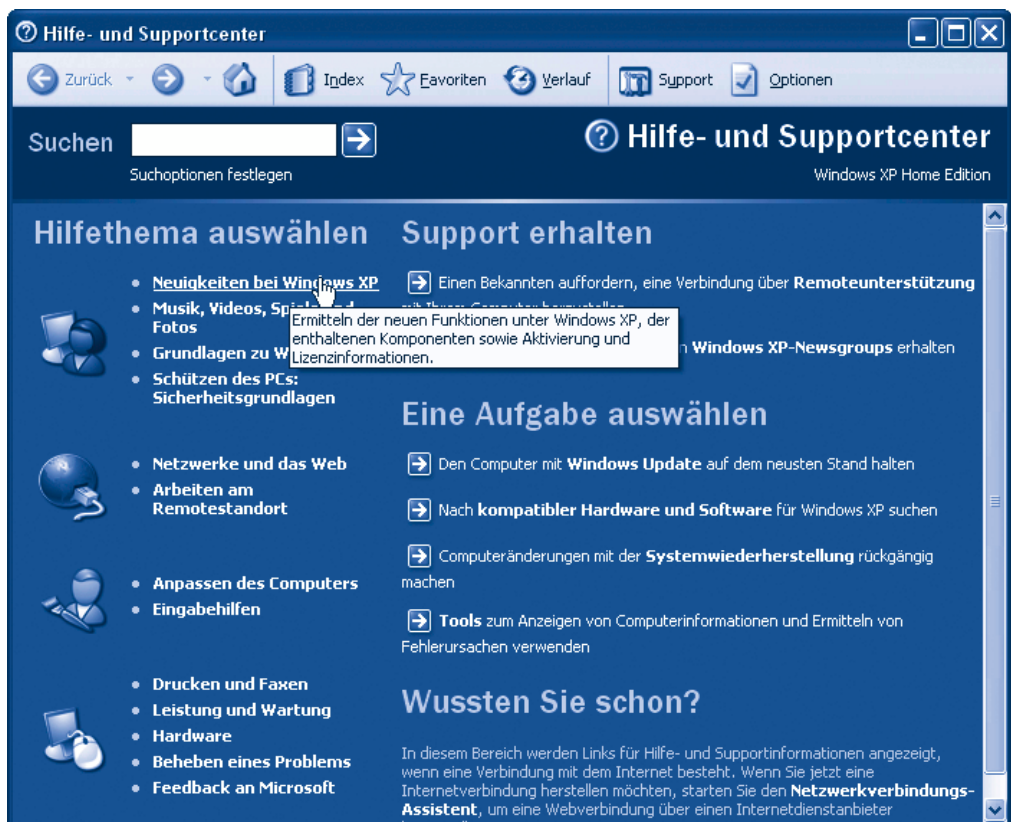 Hilfe- und Supportcenter
Zurück
Index
Favoriten
Verlauf
Support
Optionen
Suchen
Suchoptionen festlegen
Hilfe- und Supportcenter
Windows XP Home Edition
Hilfethema auswählen
Neuigkeiten bei Windows XP
Musik, Videos,
Fotos
Grundlagen zu
Schützen des PCs:
Sicherheitsgrundlagen
Netzwerke und das Web
Arbeiten am
Remotestandort
Anpassen des Computers
Eingabehilfen
Drucken und Faxen
Leistung und Wartung
Hardware
Beheben eines Problems
Feedback an Microsoft
Ermitteln der neuen Funktionen unter Windows XP, der
enthaltenen Komponenten sowie Aktivierung und
Lizenzinformationen.
Support erhalten
Einen Bekannten auffordern, eine Verbindung über Remoteunterstützung
Windows XP-Newsgroups erhalten
Eine Aufgabe auswählen
Den Computer mit Windows Update auf dem neusten Stand halten
Nach kompatibler Hardware und Software für Windows XP suchen
Computeränderungen mit der Systemwiederherstellung rückgängig
machen
Tools zum Anzeigen von Computerinformationen und Ermitteln von
Fehlerursachen verwenden
Wussten Sie schon?
In diesem Bereich werden Links für Hilfe- und Supportinformationen angezeigt,
wenn eine Verbindung mit dem Internet besteht. Wenn Sie jetzt eine
Internetverbindung herstellen möchten, starten Sie den Netzwerkverbindungs-
Assistent, um eine Webverbindung über einen Internetdienstanbieter